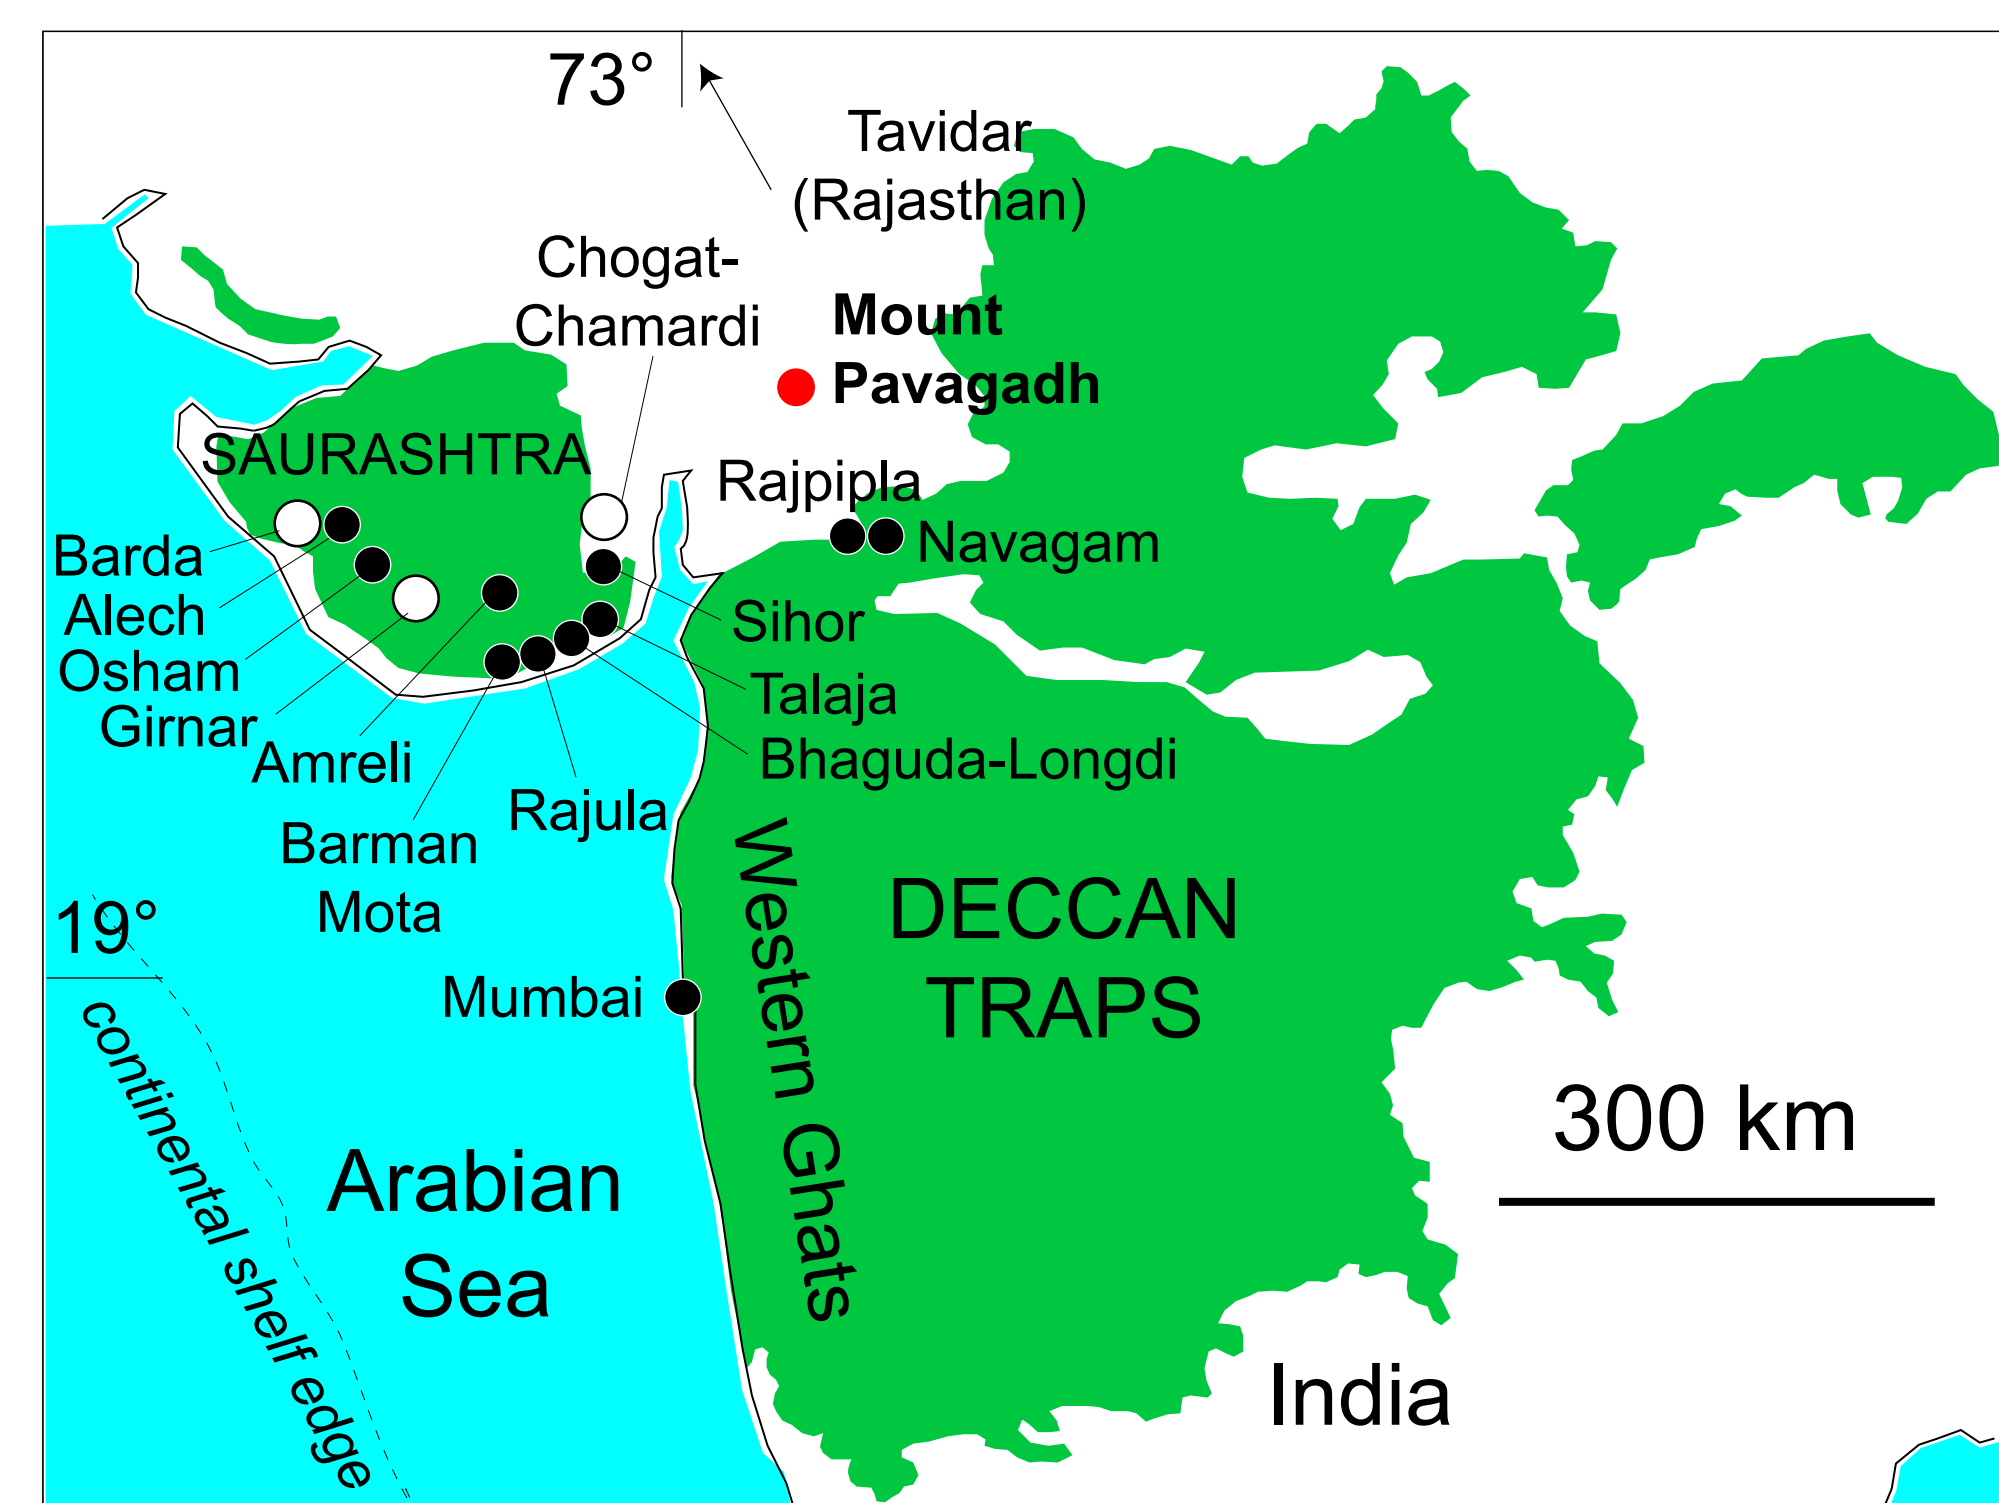 73°
Tavidar
(Rajasthan)
Chogat-
Chamardi
Mount
Pavagadh
SAURASHTRA
Rajpipla
Navagam
Barda
Alech
Osham
Girnar
Amreli
Barman
Mota
Rajula
Sihor
Talaja
Bhaguda-Longdi
Western Ghats
DECCAN
TRAPS
19°
Mumbai
continental shelf edge
Arabian
Sea
300 km
India